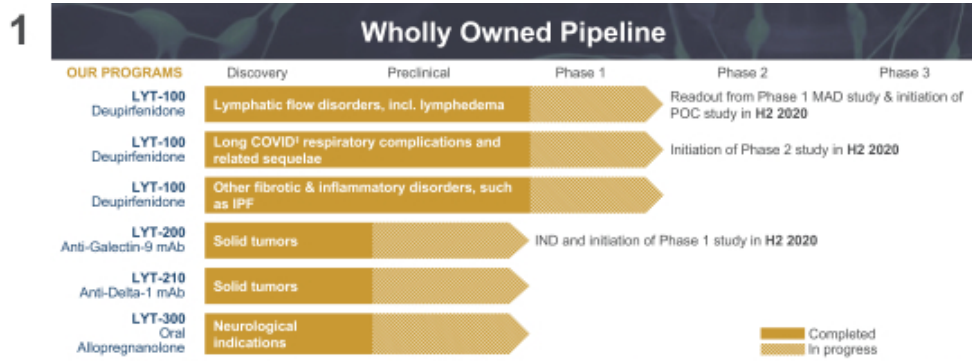 1
Wholly Owned Pipeline
OUR PROGRAMS Discovery Preclinical Phase 1 Phase 2 Phase 3
LYT-100
Deupirfenidone
Lymphatic flow disorders, incl. lymphedema
Readout from Phase 1 MAD study & initiation of
POC study in H2 2020
LYT-100
Deupirfenidone
Long COVID¹ respiratory complications and
related sequelae
Initiation of Phase 2 study in H2 2020
LYT-100
Deupirfenidone
Other fibrotic & inflammatory disorders, such
as IPF
LYT-200
Anti-Galectin-9 mAb
Solid tumors
IND and initiation of Phase 1 study in H2 2020
LYT-210
Anti-Delta-1 mAb
Solid tumors
LYT-300
Oral
Allopregnanolone
Neurological
indications
Completed
In progress